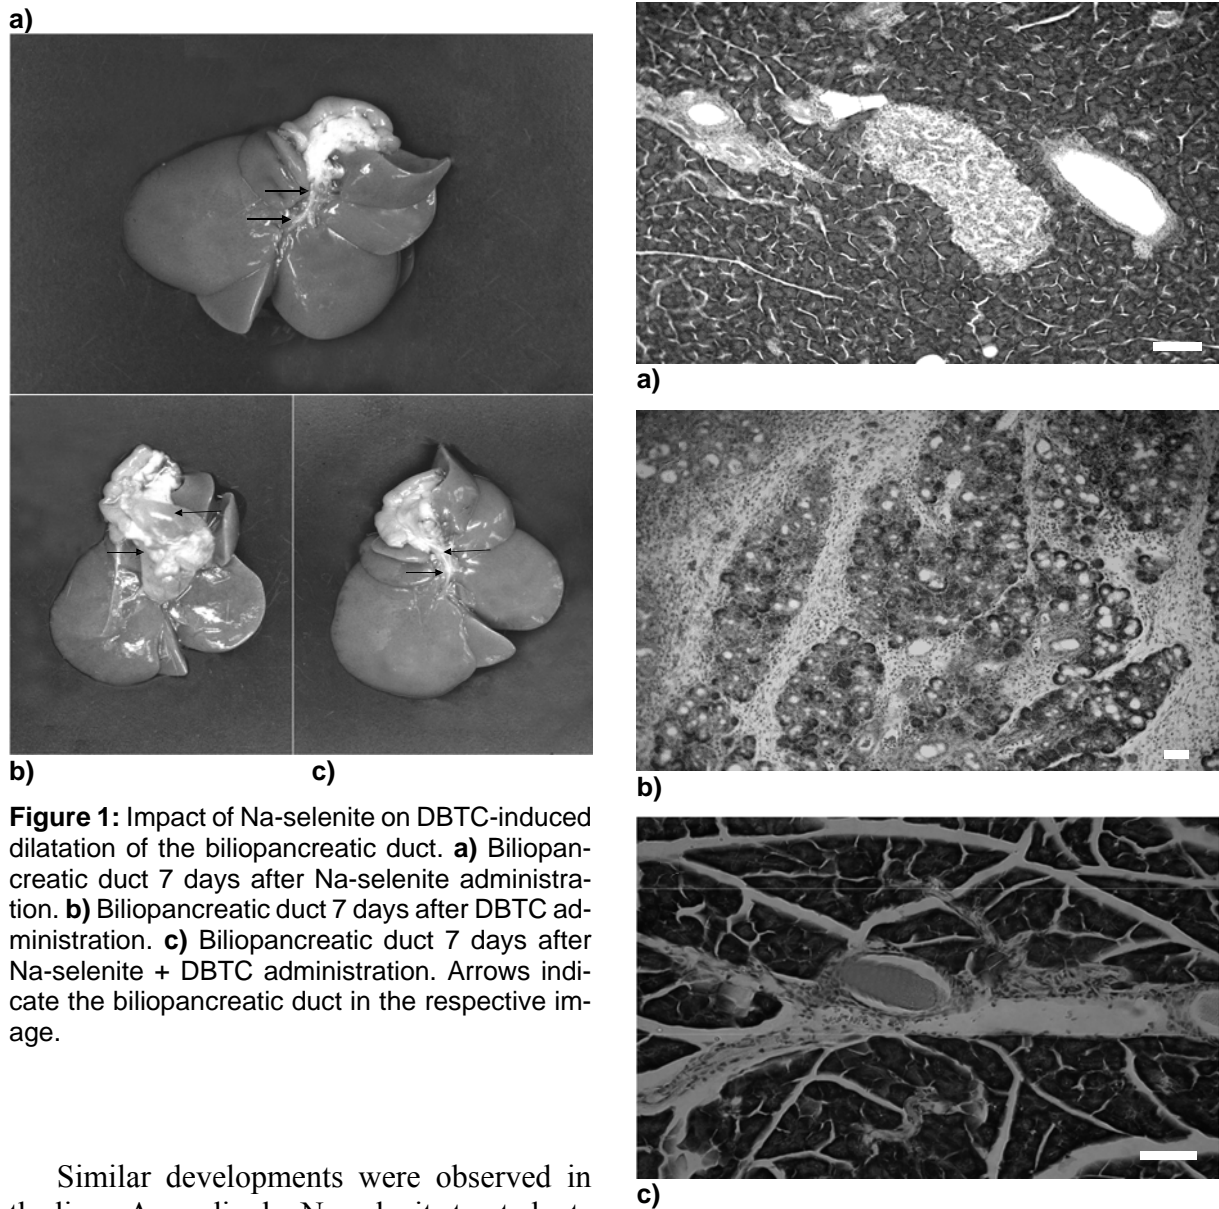 a)
b) c)
Figure 1: Impact of Na-selenite on DBTC-induced
dilatation of the biliopancreatic duct. a) Biliopan-
creatic duct 7 days after Na-selenite administra-
tion. b) Biliopancreatic duct 7 days after DBTC ad-
ministration. c) Biliopancreatic duct 7 days after
Na-selenite + DBTC administration. Arrows indi-
cate the biliopancreatic duct in the respective im-
age.
Similar developments were observed in
a)
b)
c)